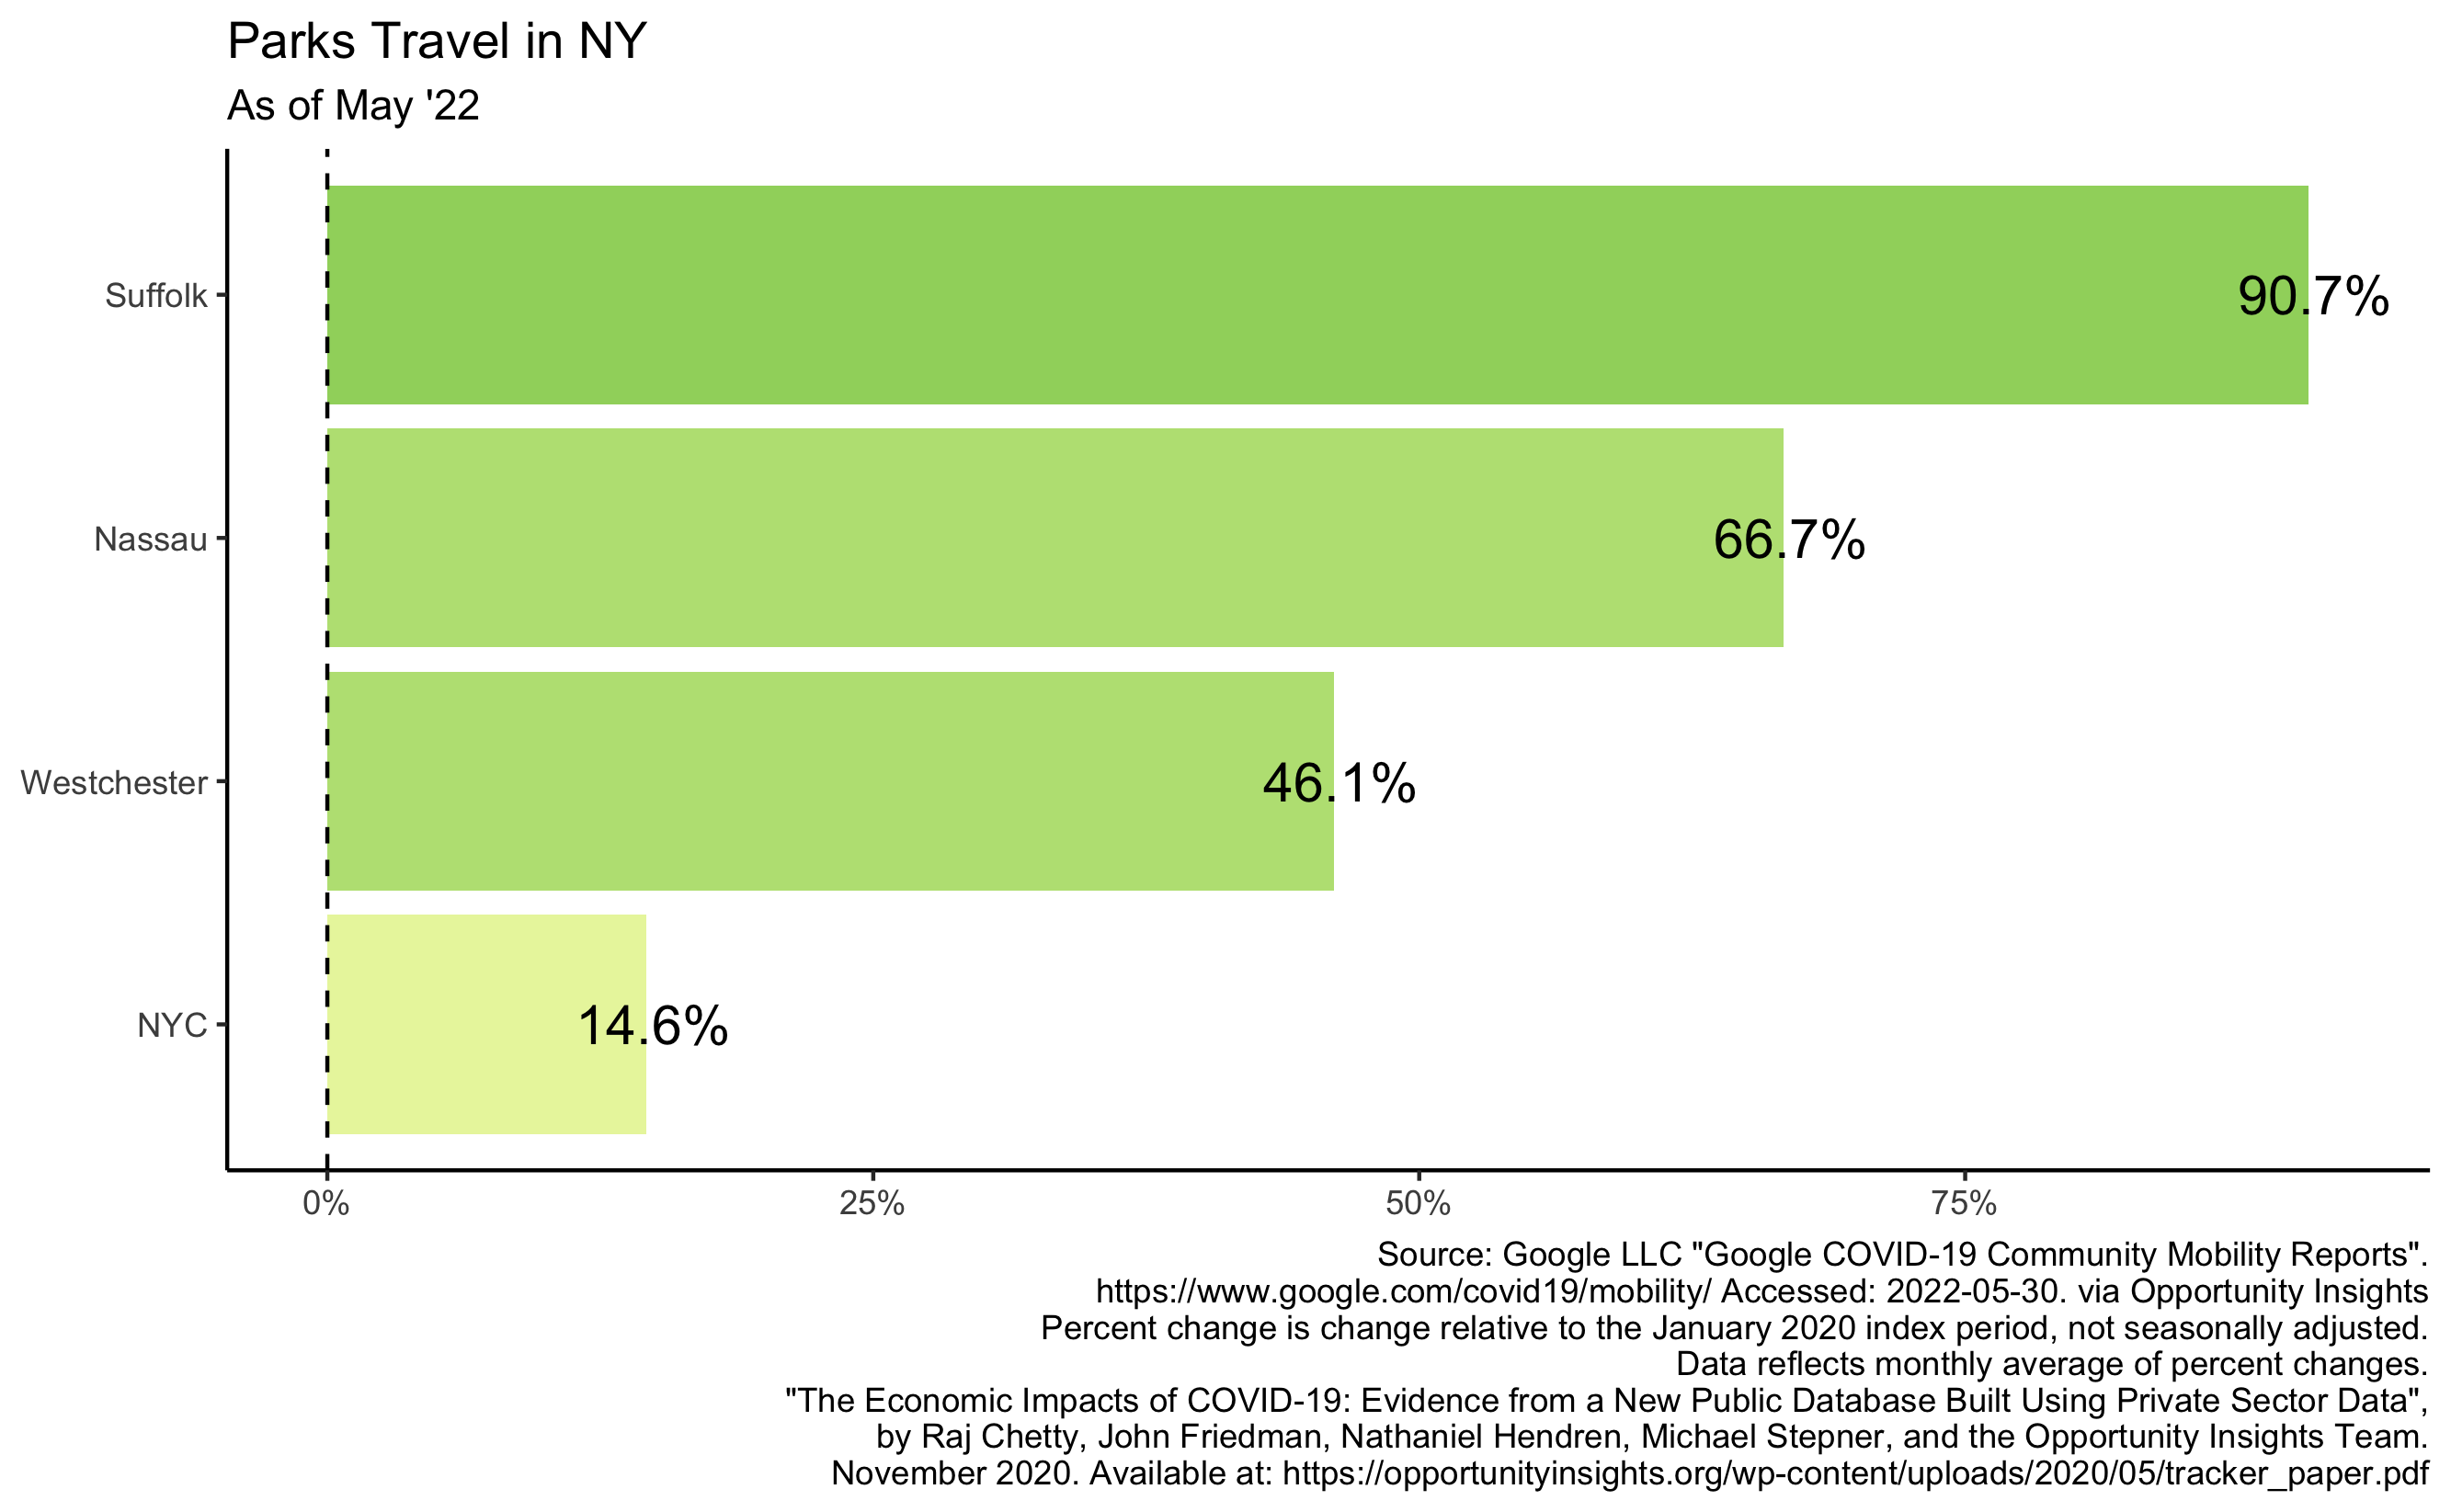 Parks Travel in NY
As of May '22
Suffolk
90.7%
Nassau
66.7%
Westchester
46.1%
NYC
14.6%
0%
25%
50%
75%
Source: Google LLC "Google COVID-19 Community Mobility Reports".
https://www.google.com/covid19/mobility/ Accessed: 2022-05-30. via Opportunity Insights
Percent change is change relative to the January 2020 index period, not seasonally adjusted.
Data reflects monthly average of percent changes.
"The Economic Impacts of COVID-19: Evidence from a New Public Database Built Using Private Sector Data",
by Raj Chetty, John Friedman, Nathaniel Hendren, Michael Stepner, and the Opportunity Insights Team.
November 2020. Available at: https://opportunityinsights.org/wp-content/uploads/2020/05/tracker_paper.pdf